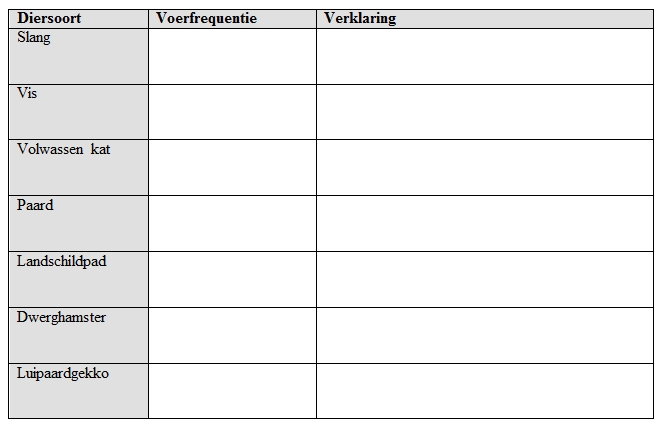 Diersoort Voerfrequentie Verklaring
Slang
Vis
Volwassen kat
Paard
Landschildpad
Dwerghamster
Luipaardgekko